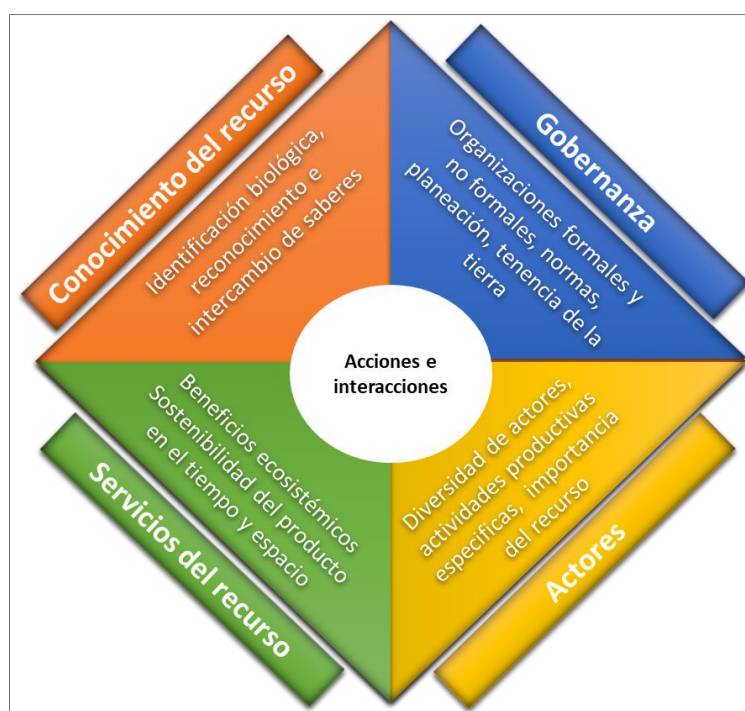 Conocimiento del recurso
Identificación biológica,
reconocimiento e
intercambio de saberes
Gobernanza
Organizaciones formales y
no formales, normas,
planeación, tenencia de la
tierra
Acciones e
interacciones
Servicios del recurso
Beneficios ecosistémicos
Sostenibilidad del producto
en el tiempo y espacio
Actores
Diversidad de actores,
actividades productivas
específicas, importancia
del recurso